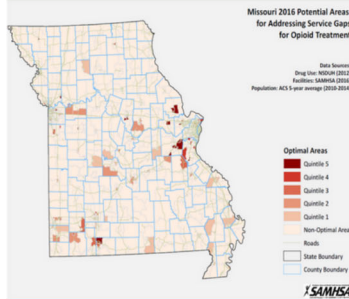 Missouri 2016 Potential Areas
for Addressing Service Gaps
for Opioid Treatment
Data Sources
Drug Use: NSDUH (2012
Facilities: SAMHSA (2016
Population: ACS 5-year average (2010-2014
Optimal Areas
Quintile 5
Quintile 4
Quintile 3
Quintile 2
Quintile 1
Non-Optimal Area
Roads
State Boundary
County Boundary
SAMHSA